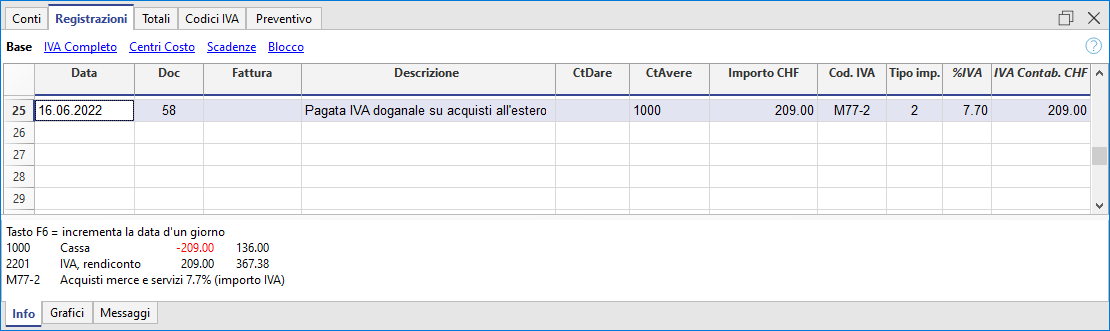 Conti Registrazioni Totali Codici IVA Preventivo
Base IVA Completo Centri Costo Scadenze Blocco ?
Data Doc Fattura Descrizione CtDare CtAvere Importo CHF Cod. IVA Tipo imp. %IVA IVA Contab. CHF
25 16.06.2022 58 Pagata IVA doganale su acquisti all'estero 1000 209.00 M77-2 2 7.70 209.00
26
27
28
29
Tasto F6 = incrementa la data d'un giorno
1000 Cassa -209.00 136.00
2201 IVA, rendiconto 209.00 367.38
M77-2 Acquisti merce e servizi 7.7% (importo IVA)
Info Grafici Messaggi